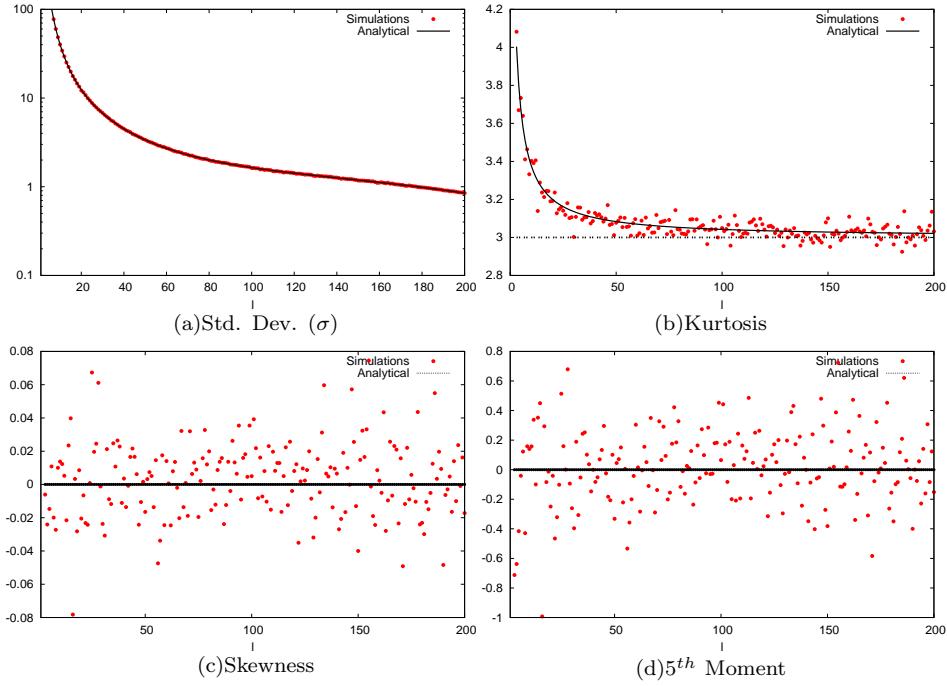 100
10
1
0.1
Simulations
Analytical
20 40 60 80 100 120 140 160 180 200
l
(a)Std. Dev. (σ)
4.2
4
3.8
3.6
3.4
3.2
3
2.8
Simulations
Analytical
0 50 100 150 200
l
(b)Kurtosis
0.08
0.06
0.04
0.02
0
-0.02
-0.04
-0.06
-0.08
Simulations
Analytical
50 100 150 200
l
(c)Skewness
0.8
0.6
0.4
0.2
0
-0.2
-0.4
-0.6
-0.8
-1
Simulations
Analytical
50 100 150 200
l
(d)5th Moment